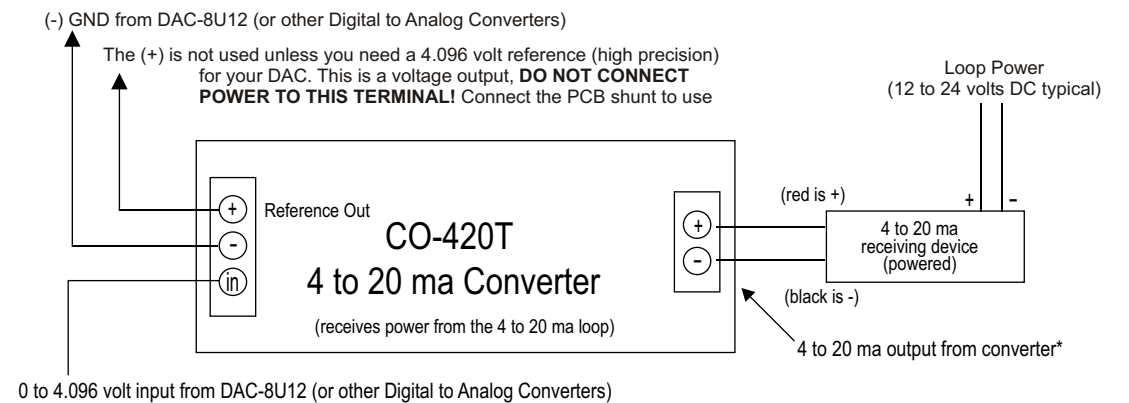 (-) GND from DAC-8U12 (or other Digital to Analog Converters)
The (+) is not used unless you need a 4.096 volt reference (high precision)
for your DAC. This is a voltage output, DO NOT CONNECT
POWER TO THIS TERMINAL! Connect the PCB shunt to use
Loop Power
(12 to 24 volts DC typical)
+
Reference Out
-
in
CO-420T
4 to 20 ma Converter
(receives power from the 4 to 20 ma loop)
+
-
(red is +)
(black is -)
+ -
4 to 20 ma
receiving device
(powered)
4 to 20 ma output from converter*
0 to 4.096 volt input from DAC-8U12 (or other Digital to Analog Converters)